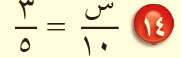 ١٤ س/١٠ = ٣/٥